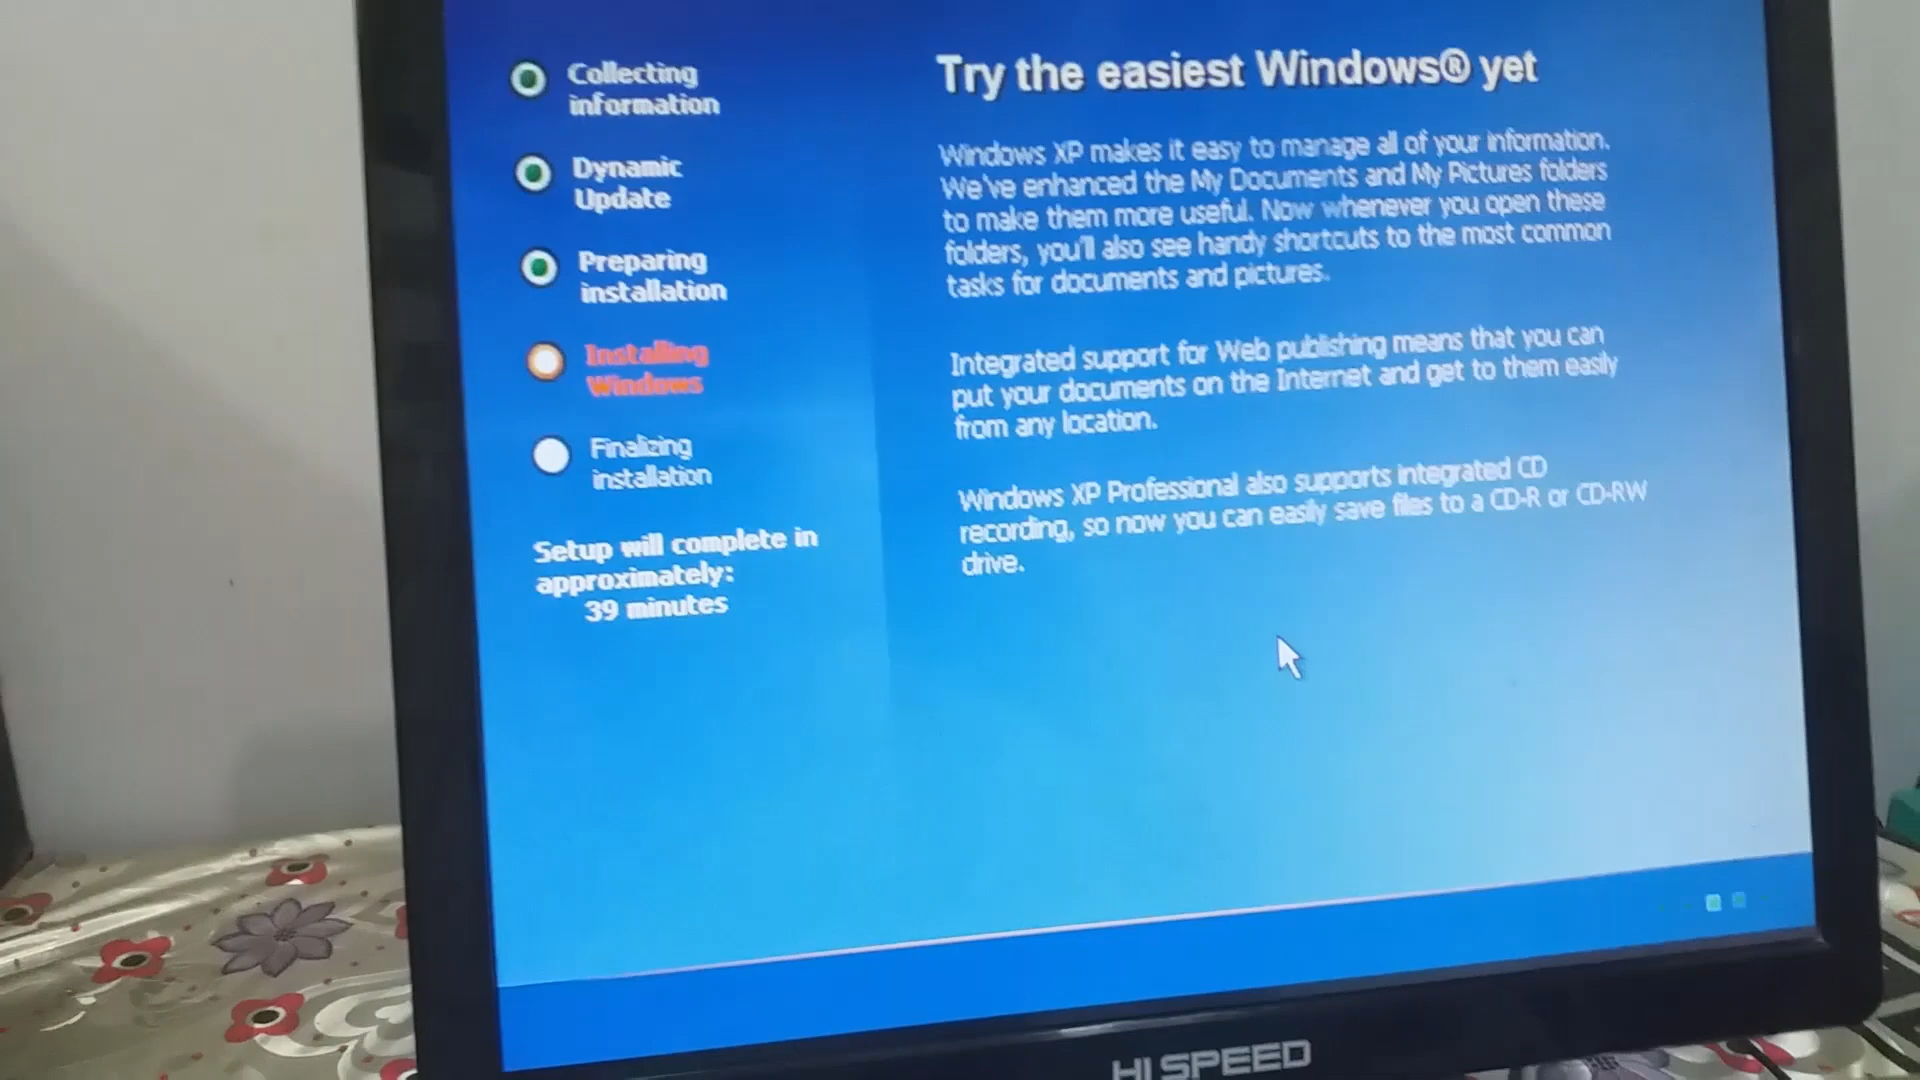 Collecting
information
Dynamic
Update
Preparing
installation
Installing
Windows
Finalizing
installation
Setup will complete in
approximately:
39 minutes
Try the easiest Windows® yet
Windows XP makes it easy to manage all of your information.
We've enhanced the My Documents and My Pictures folders
to make them more useful. Now whenever you open these
folders, you'll also see handy shortcuts to the most common
tasks for documents and pictures.
Integrated support for Web publishing means that you can
put your documents on the Internet and get to them easily
from any location.
Windows XP Professional also supports integrated CD
recording, so now you can easily save files to a CD-R or CD-RW
drive.
HI SPEED